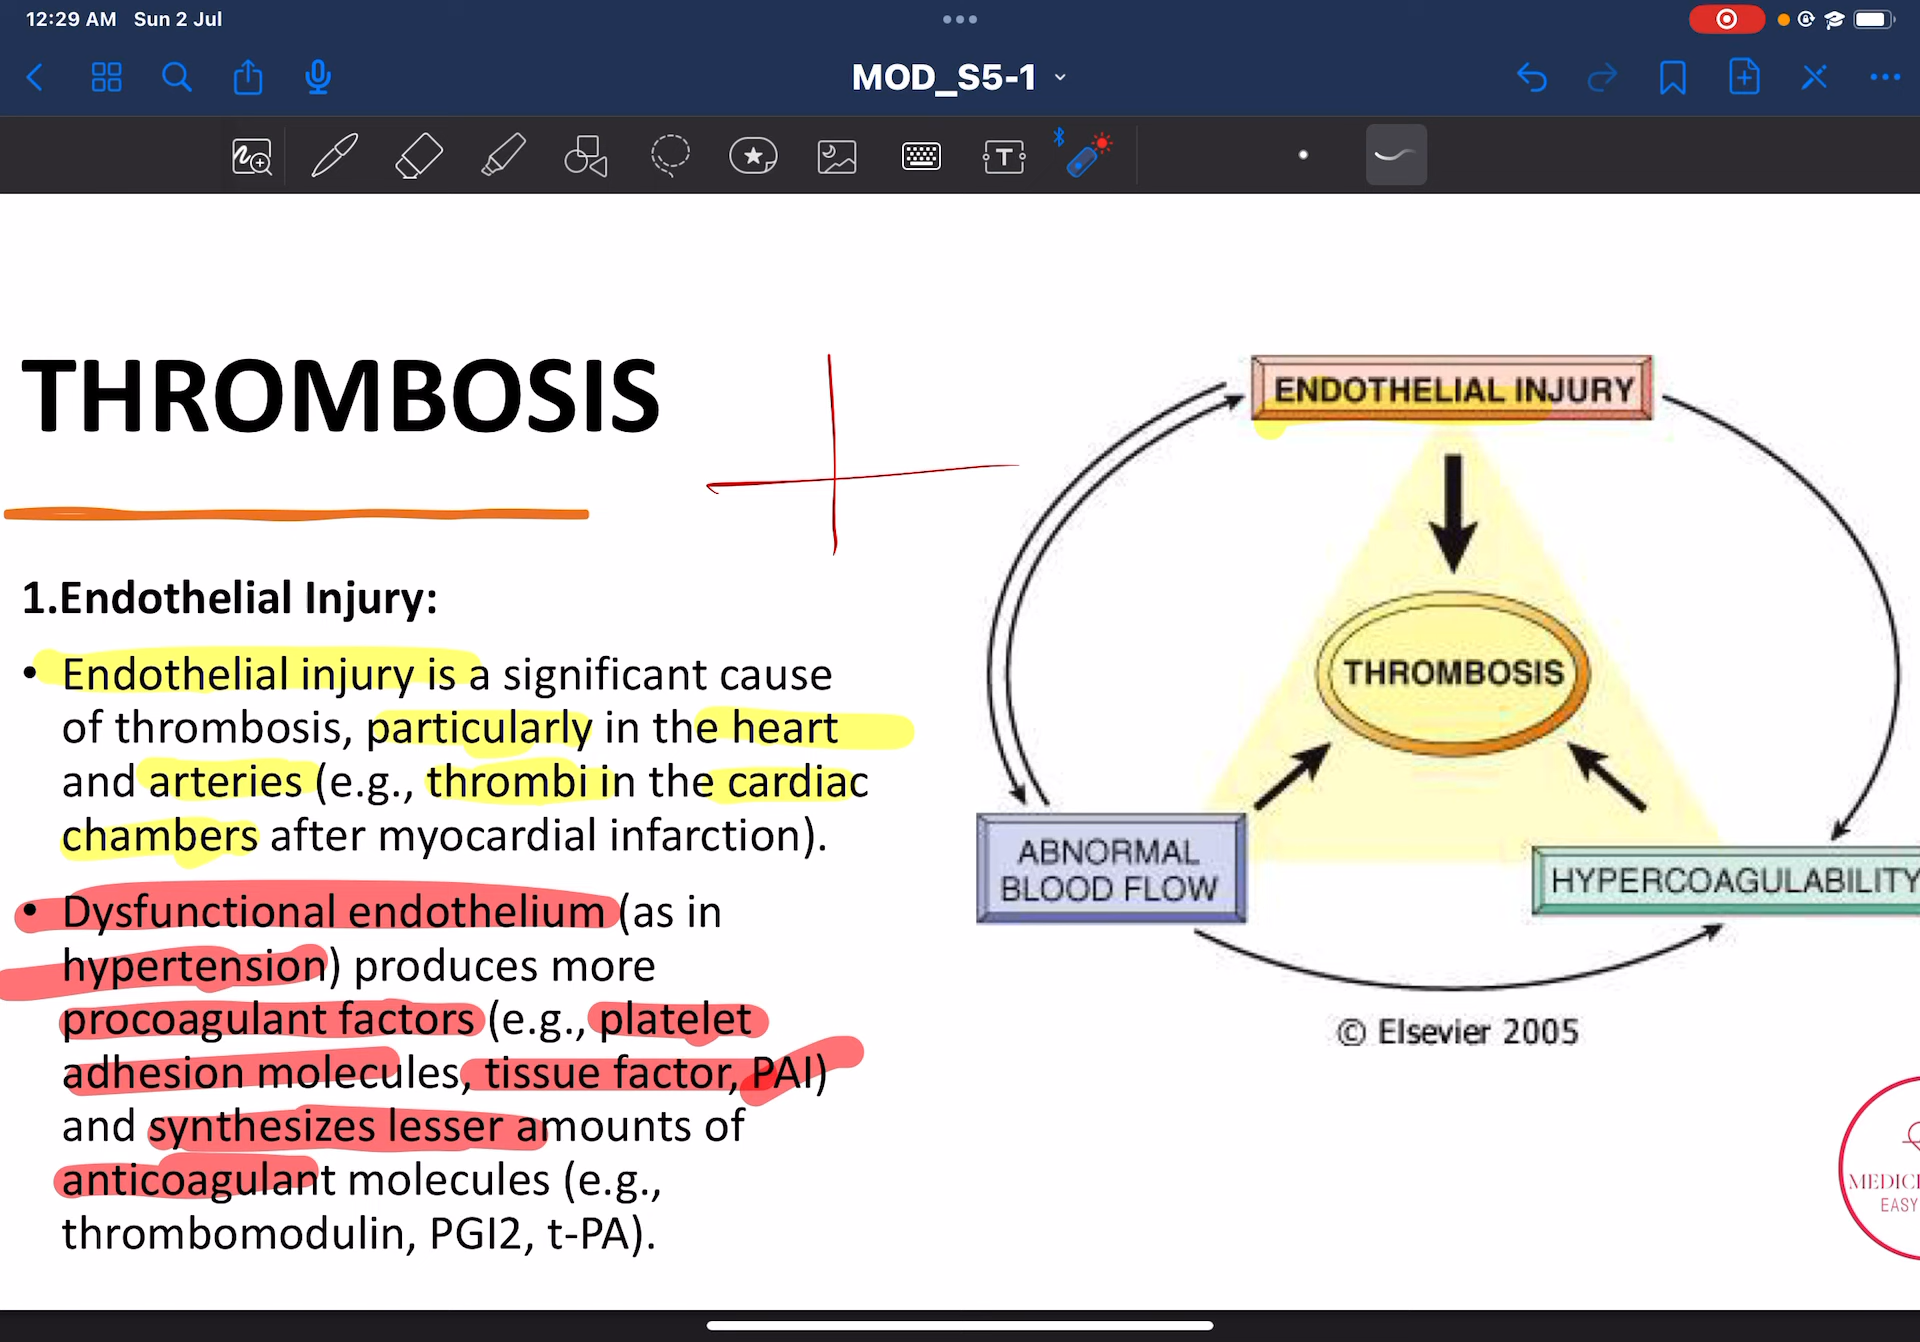 12:29 AM Sun 2 Jul
MOD_S5-1
T
THROMBOSIS
1.Endothelial Injury:
• Endothelial injury is a significant cause
of thrombosis, particularly in the heart
and arteries (e.g., thrombi in the cardiac
chambers after myocardial infarction).
• Dysfunctional endothelium (as in
hypertension) produces more
procoagulant factors (e.g., platelet
adhesion molecules, tissue factor, PAI)
and synthesizes lesser amounts of
anticoagulant molecules (e.g.,
thrombomodulin, PGI2, t-PA).
ENDOTHELIAL INJURY
THROMBOSIS
ABNORMAL
BLOOD FLOW
HYPERCOAGULABILITY
© Elsevier 2005
EASY